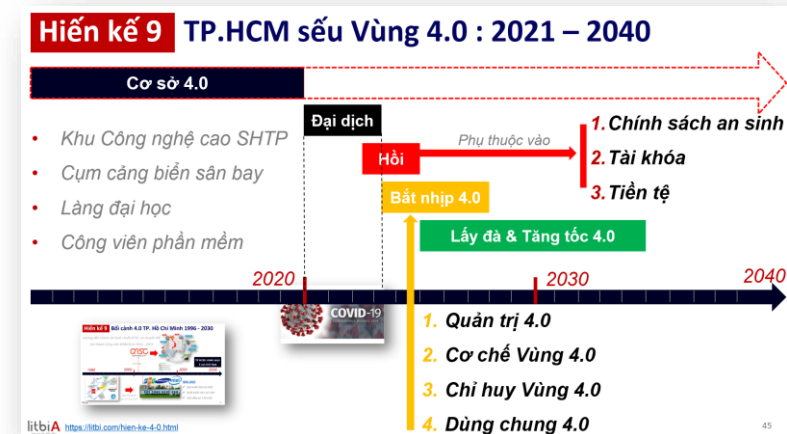 Hiến kế 9 TP.HCM sếu Vùng 4.0 : 2021 – 2040
Cơ sở 4.0
Đại dịch
Hồi
Phụ thuộc vào
1. Chính sách an sinh
2. Tài khóa
3. Tiền tệ
• Khu Công nghệ cao SHTP
• Cụm cảng biển sân bay
• Làng đại học
• Công viên phần mềm
Bắt nhịp 4.0
Lấy đà & Tăng tốc 4.0
2020
2030
2040
COVID-19
Hiến kế 9 Bối cảnh 4.0 TP. Hồ Chí Minh 1996 - 2030
1. Quản trị 4.0
2. Cơ chế Vùng 4.0
3. Chỉ huy Vùng 4.0
4. Dùng chung 4.0
litbiA https://litbi.com/hien-ke-4-0.html
45